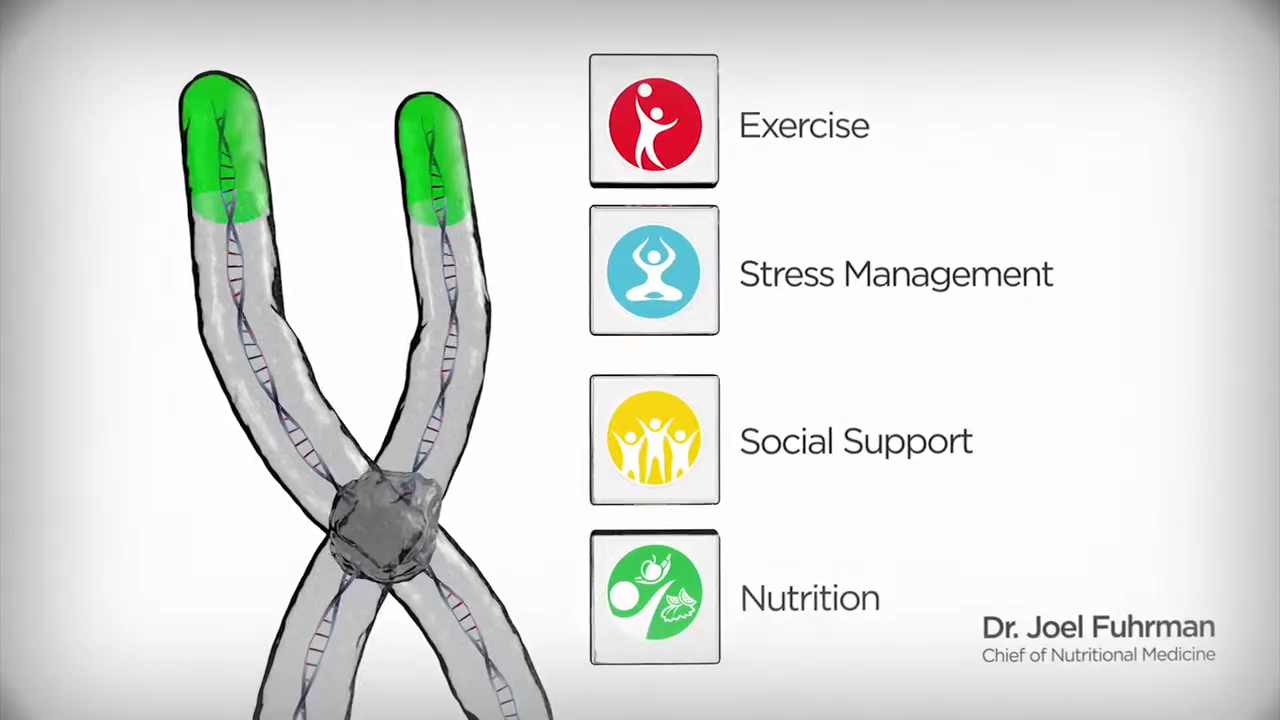 Exercise
Stress Management
Social Support
Nutrition
Dr. Joel Fuhrman
Chief of Nutritional Medicine